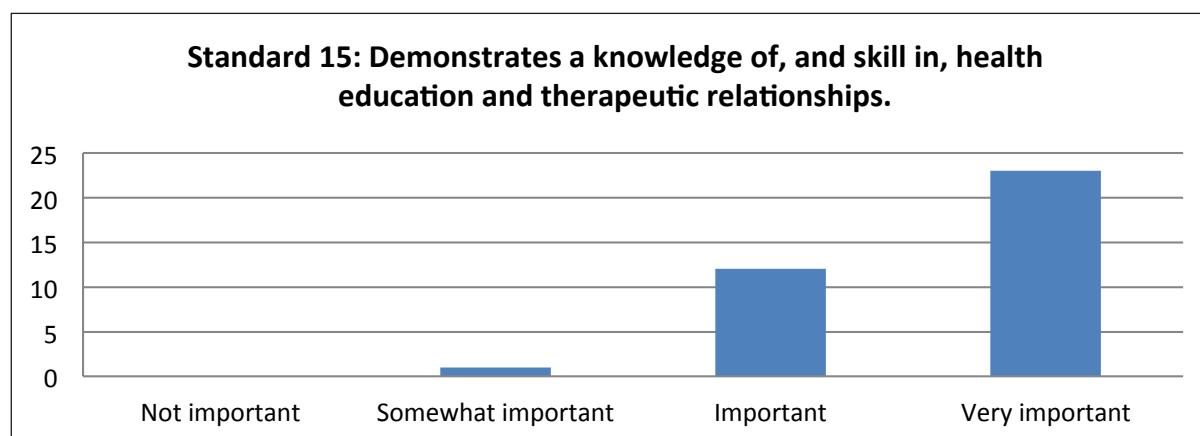 Standard 15: Demonstrates a knowledge of, and skill in, health
education and therapeutic relationships.
25
20
15
10
5
0
Not important Somewhat important Important Very important